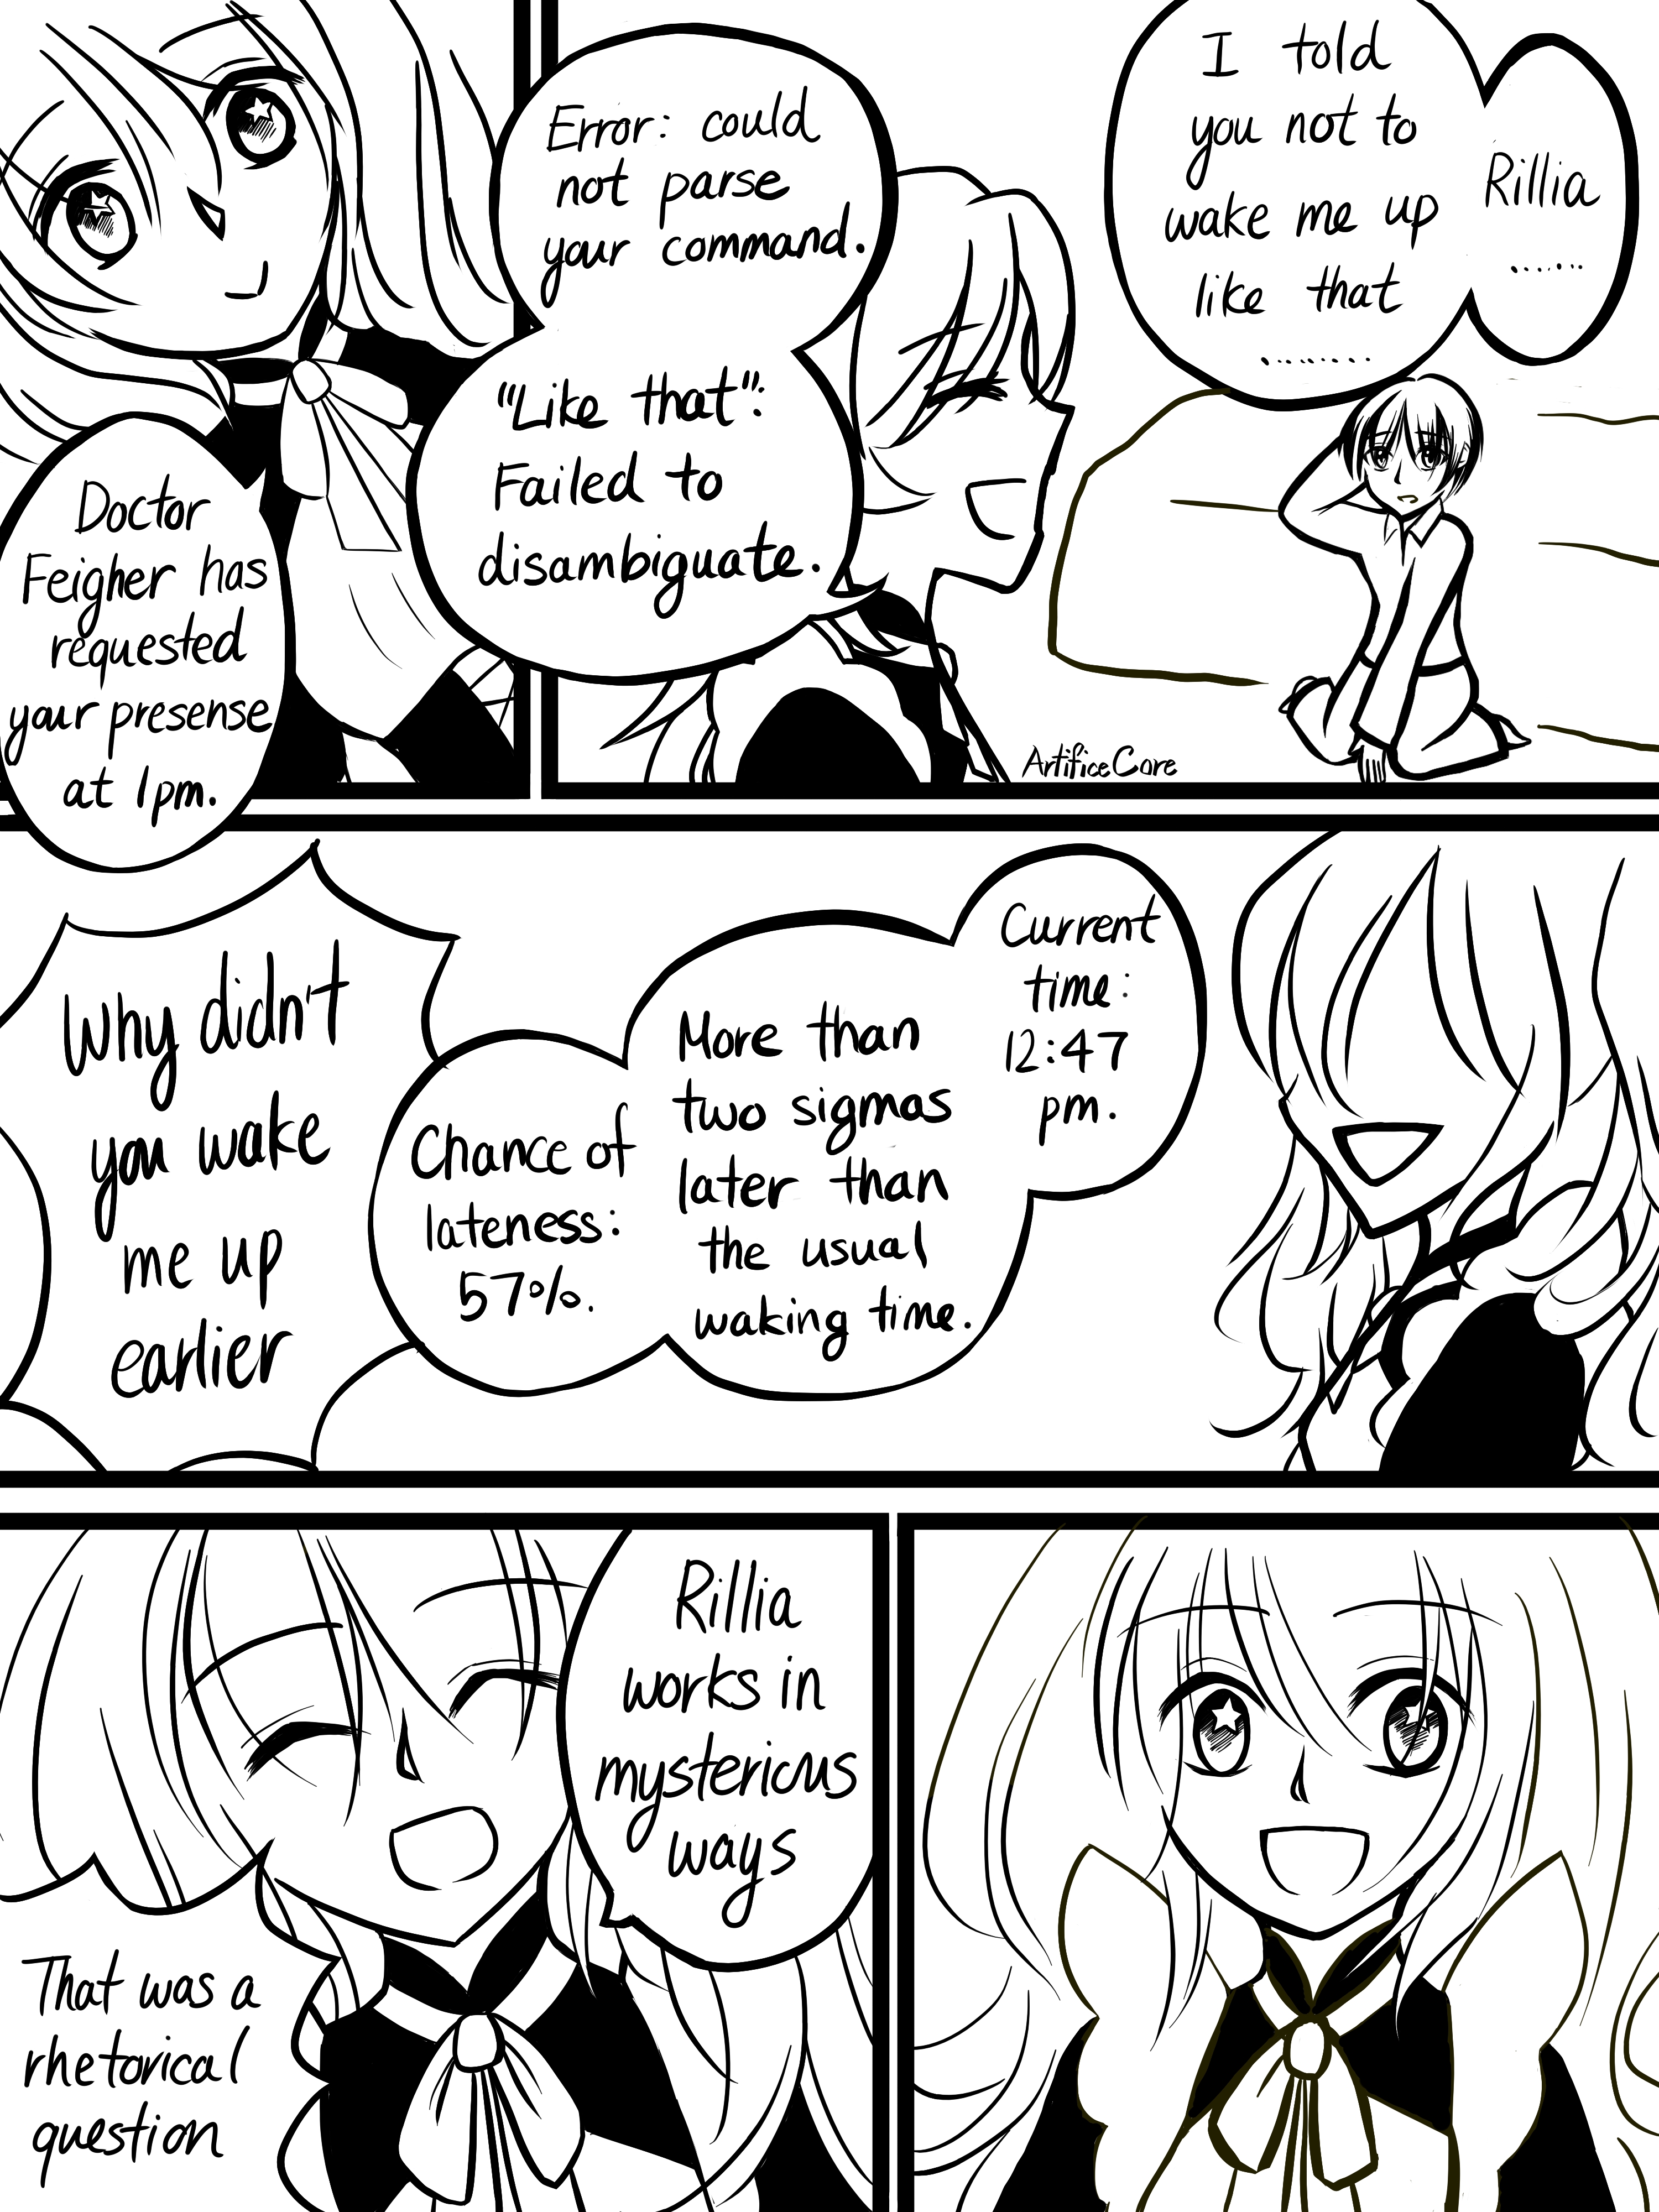 Rillia
.......
I told
you not to
wake me up
like that
.........
Error: could
not parse
your command.
"Like that":
Failed to
disambiguate.
ArtificeCore
Doctor
Feigher has
requested
your presense
at 1pm.
Current
time:
12:47
pm.
More than
two sigmas
later than
the usual
waking time.
Chance of
lateness:
57%.
Why didn't
you wake
me up
earlier
Rillia
works in
mysterious
ways
That was a
rhetorical
question